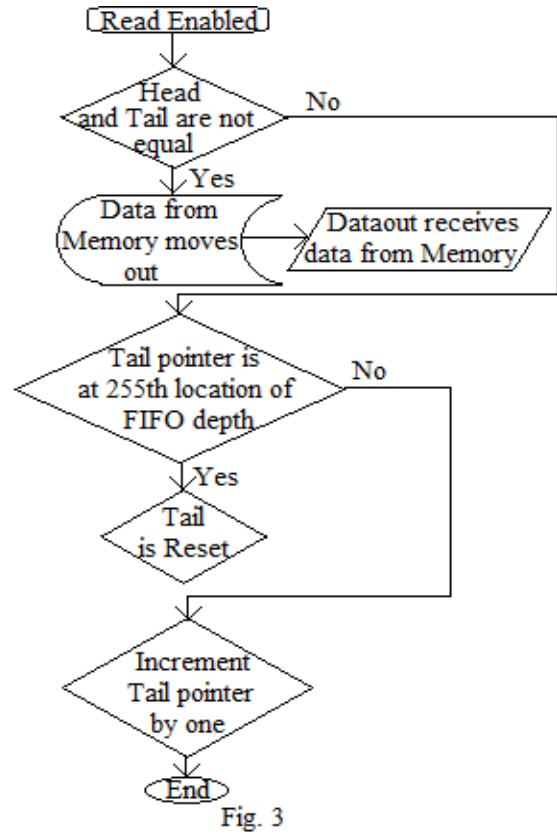 Read Enabled
Head
and Tail are not
equal
No
Yes
Data from
Memory moves
out
Dataout receives
data from Memory
Tail pointer is
at 255th location of
FIFO depth
No
Yes
Tail
is Reset
Increment
Tail pointer
by one
End
Fig. 3